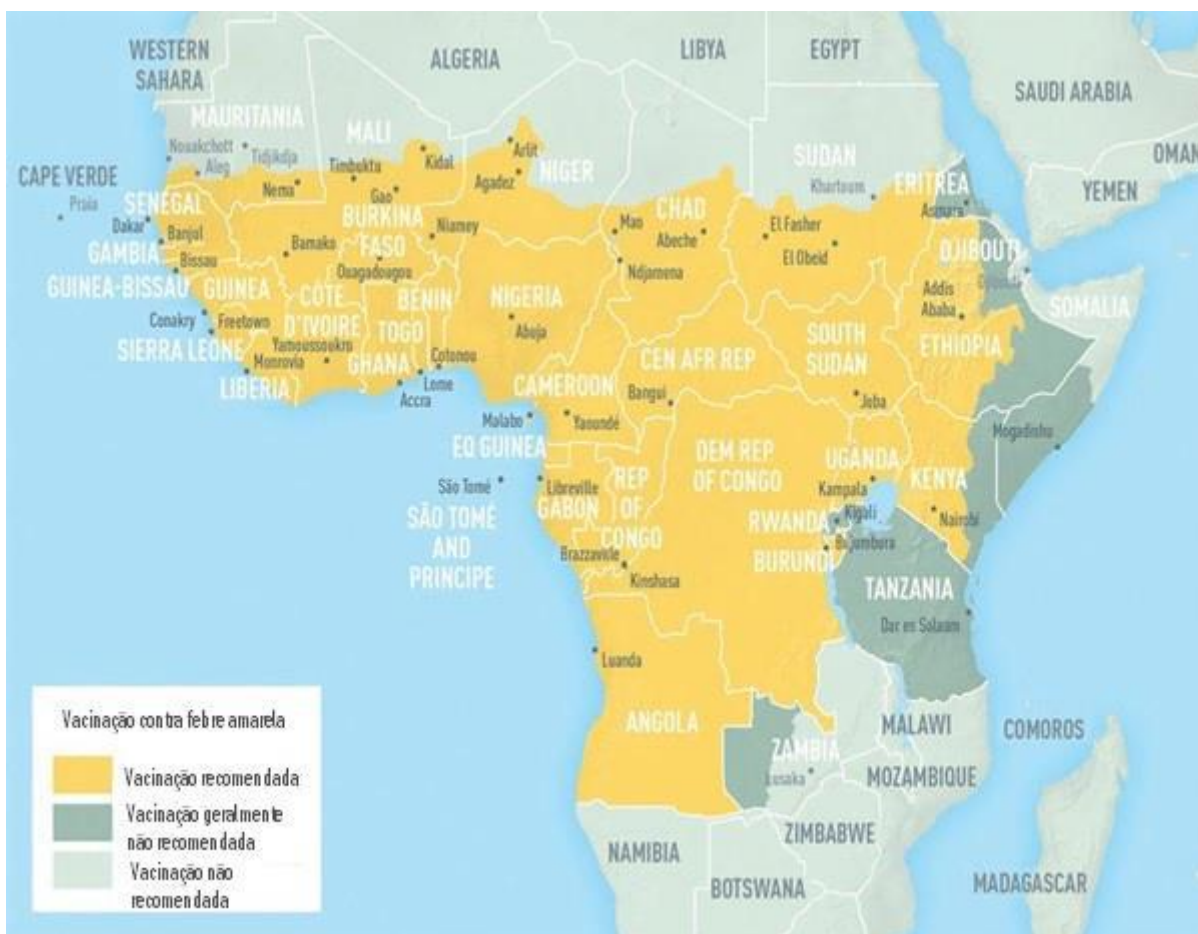 WESTERN
SAHARA
ALGERIA
LIBYA
EGYPT
SAUDI ARABIA
OMAN
YEMEN
MAURITANIA
Nouakchott
Aleg
Tidjikdja
MALI
Timbuktu
Kidal
Arlit
NIGER
Agadez
SUDAN
Khartoum
ERITREA
Asmara
CAPE VERDE
Praia
Nema
Gao
SENEGAL
Dakar
Banjul
GAMBIA
Bissau
GUINEA-BISSAU
GUINEA
Bamako
BURKINA
FASO
Ouagadougou
Niamey
Mao
CHAD
Abeche
Ndjamena
El Fasher
El Obeid
DJIBOUTI
Addis
Ababa
ETHIOPIA
SOMALIA
Conakry
Freetown
SIERRA LEONE
CÔTE
D'IVOIRE
Yamoussoukro
Monrovia
LIBERIA
BENIN
TOGO
GHANA
Cotonou
Lome
Accra
NIGERIA
Abuja
CAMEROON
Yaoundé
CEN AFR REP
Bangui
SOUTH
SUDAN
Juba
Mogadishu
Malabo
EQ GUINEA
São Tomé
SÃO TOMÉ
AND
PRINCIPE
Libreville
GABON
REP
OF
CONGO
Brazzaville
Kinshasa
DEM REP
OF CONGO
UGANDA
Kampala
KENYA
Nairobi
RWANDA
Kigali
Bujumbura
BURUNDI
TANZANIA
Dar es Salaam
Luanda
ANGOLA
ZAMBIA
Lusaka
MALAWI
COMOROS
MOZAMBIQUE
ZIMBABWE
NAMIBIA
BOTSWANA
MADAGASCAR
Vacinação contra febre amarela
Vacinação recomendada
Vacinação geralmente
não recomendada
Vacinação não
recomendada